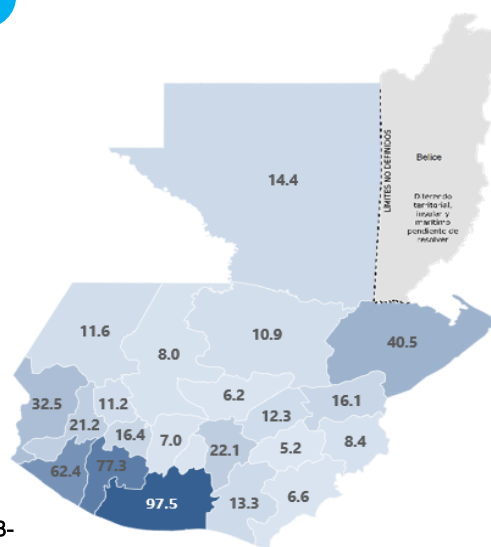 LÍMITES NO DEFINIDOS
Belice
Diferendo
territorial,
insular y
marítimo
pendiente de
resolver
14.4
11.6
8.0
10.9
40.5
32.5
21.2
11.2
16.4
7.0
6.2
12.3
16.1
22.1
5.2
8.4
62.4
77.3
97.5
13.3
6.6
3-